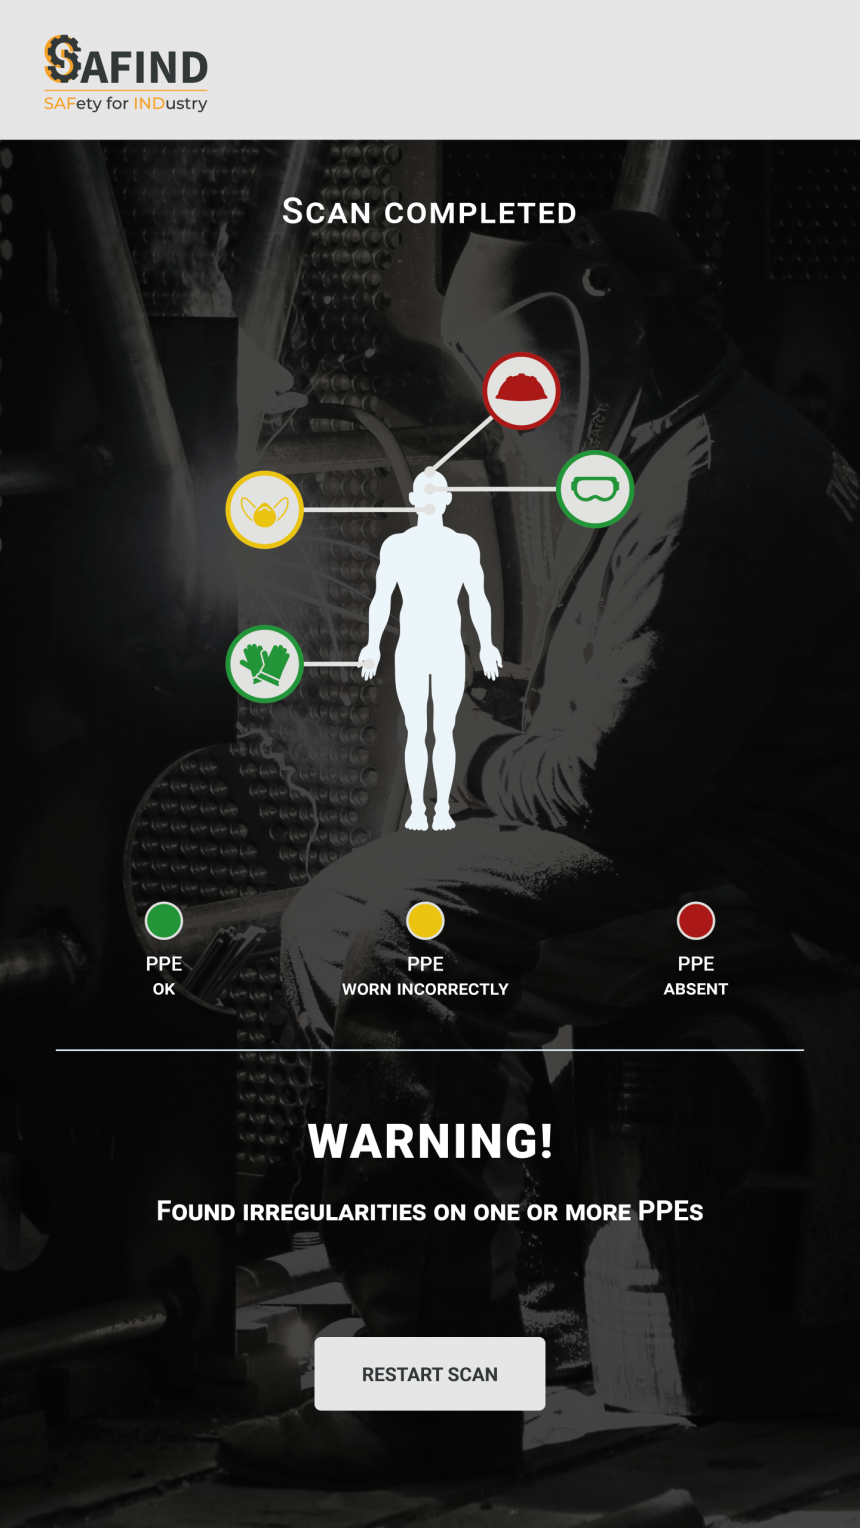 SAFIND
SAFety for INDustry
SCAN COMPLETED
PPE
OK
PPE
WORN INCORRECTLY
PPE
ABSENT
WARNING!
FOUND IRREGULARITIES ON ONE OR MORE PPES
RESTART SCAN